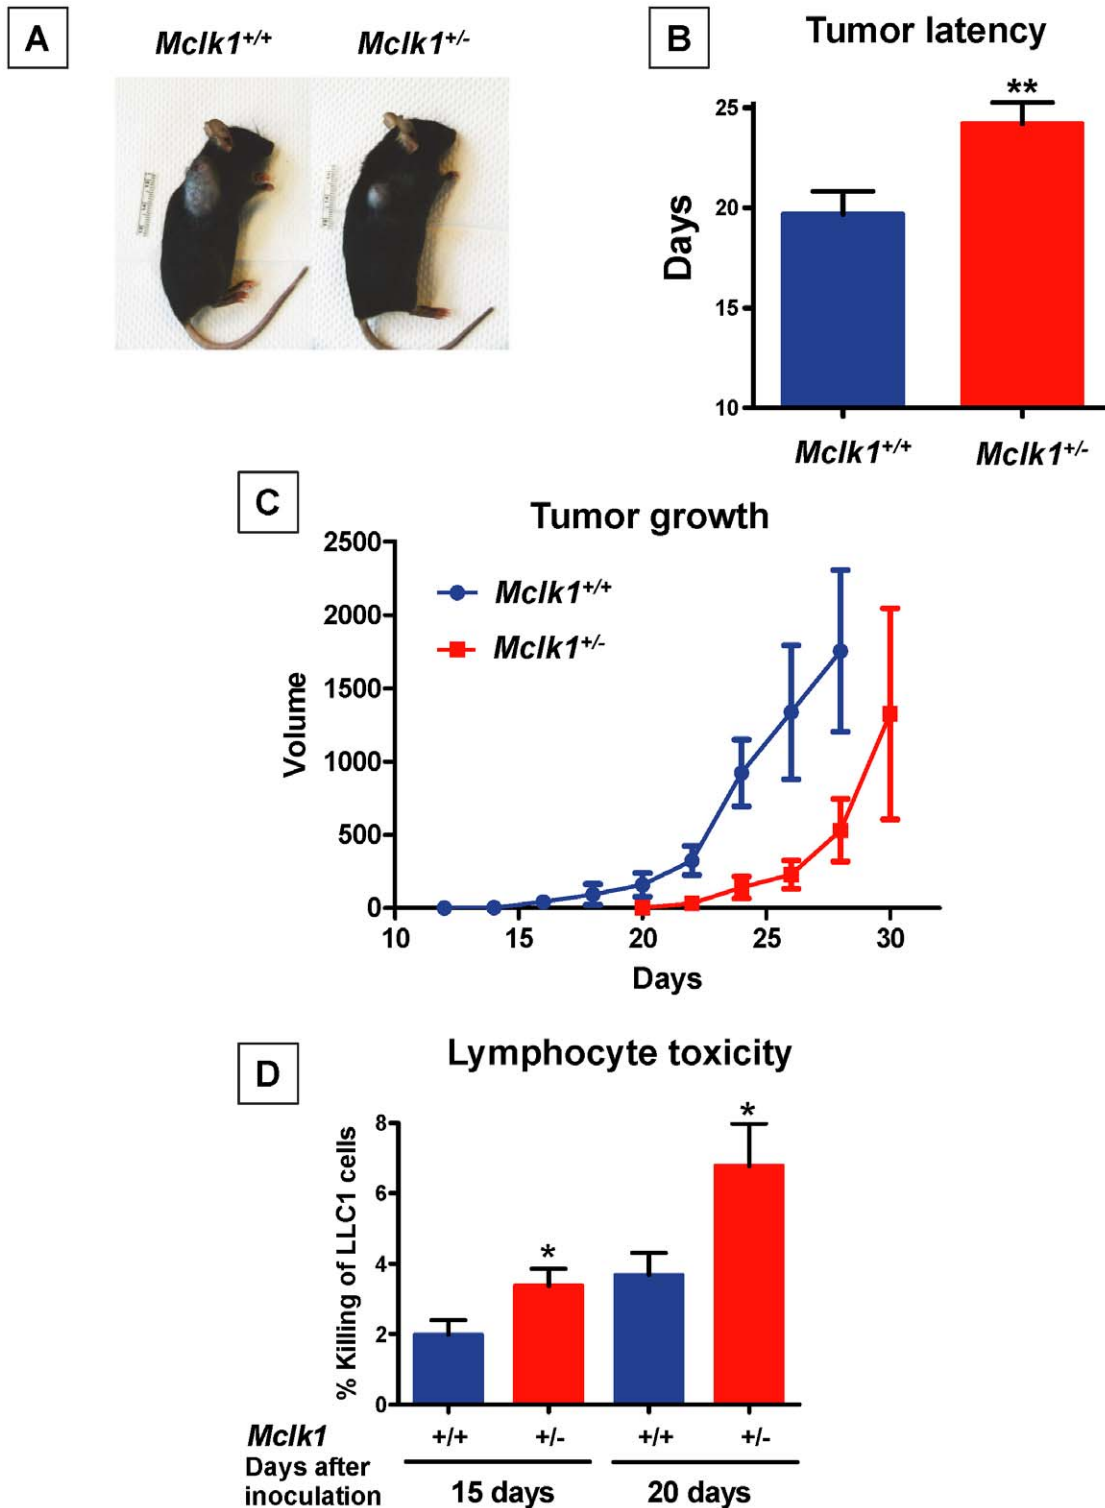 A
Mclk1+/+ Mclk1+/-
B
Tumor latency
**
25
20
15
10
Days
Mclk1+/+ Mclk1+/-
C
Tumor growth
2500
2000
1500
1000
500
0
Volume
Mclk1+/+
Mclk1+/-
10 15 20 25 30
Days
D
Lymphocyte toxicity
8
6
4
2
0
% Killing of LLC1 cells
*
*
Mclk1 +/+ +/- +/+ +/-
Days after
inoculation 15 days 20 days